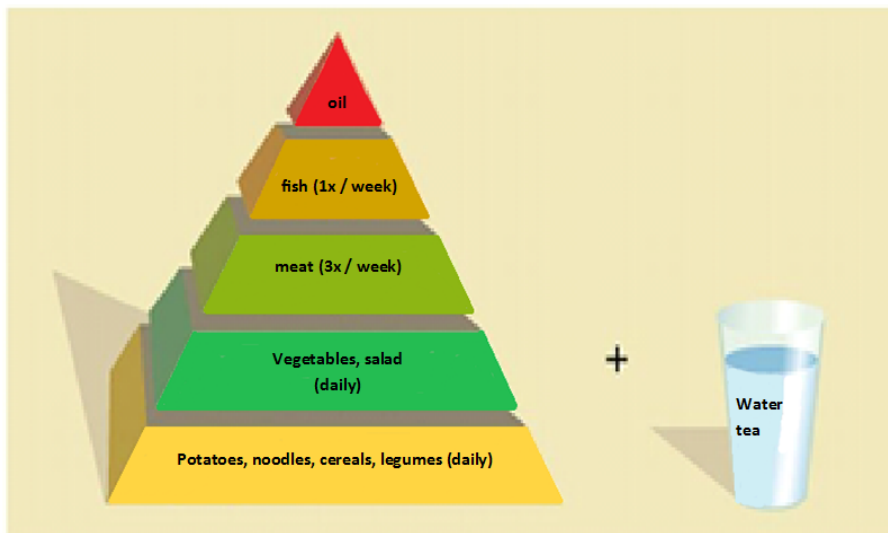 oil
fish (1x / week)
meat (3x / week)
Vegetables, salad
(daily)
+
Water
tea
Potatoes, noodles, cereals, legumes (daily)